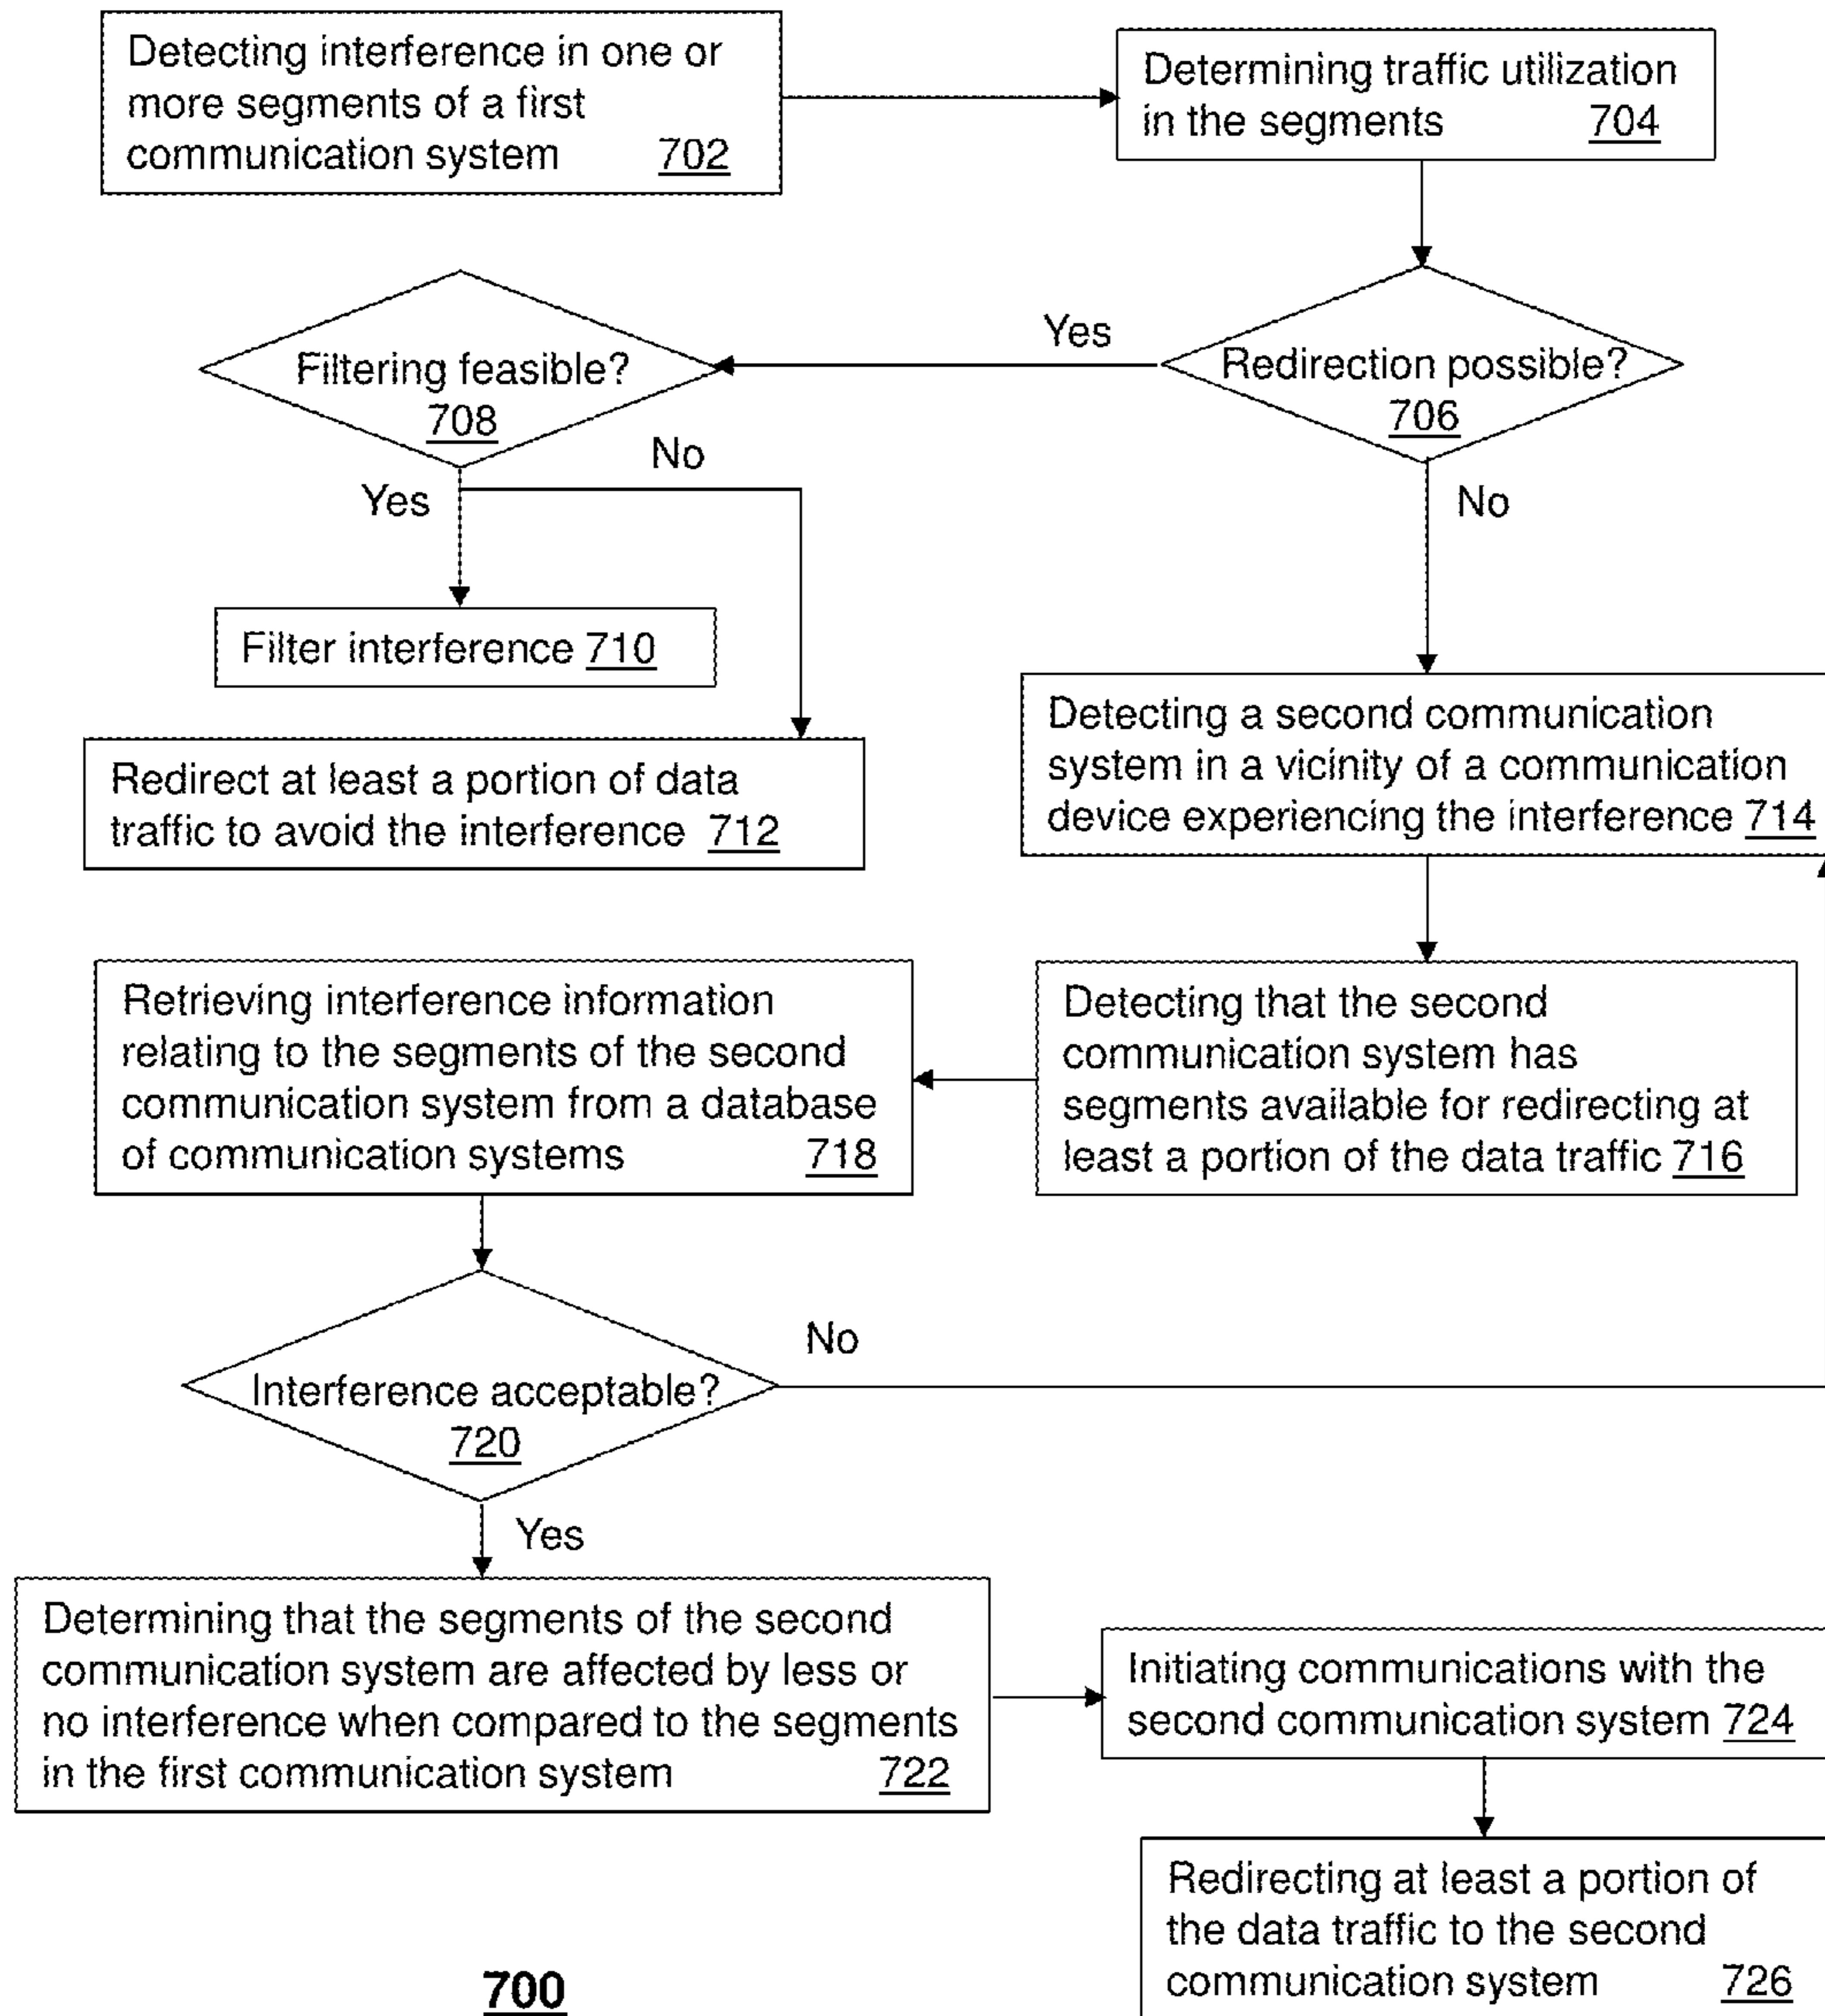 Detecting interference in one or
more segments of a first
communication system 702
Determining traffic utilization
in the segments 704
Redirection possible?
706
Yes
No
Filtering feasible?
708
Yes
No
Filter interference 710
Redirect at least a portion of data
traffic to avoid the interference 712
Detecting a second communication
system in a vicinity of a communication
device experiencing the interference 714
Detecting that the second
communication system has
segments available for redirecting at
least a portion of the data traffic 716
Retrieving interference information
relating to the segments of the second
communication system from a database
of communication systems 718
Interference acceptable?
720
No
Yes
Determining that the segments of the second
communication system are affected by less or
no interference when compared to the segments
in the first communication system 722
Initiating communications with the
second communication system 724
Redirecting at least a portion of
the data traffic to the second
communication system 726
700